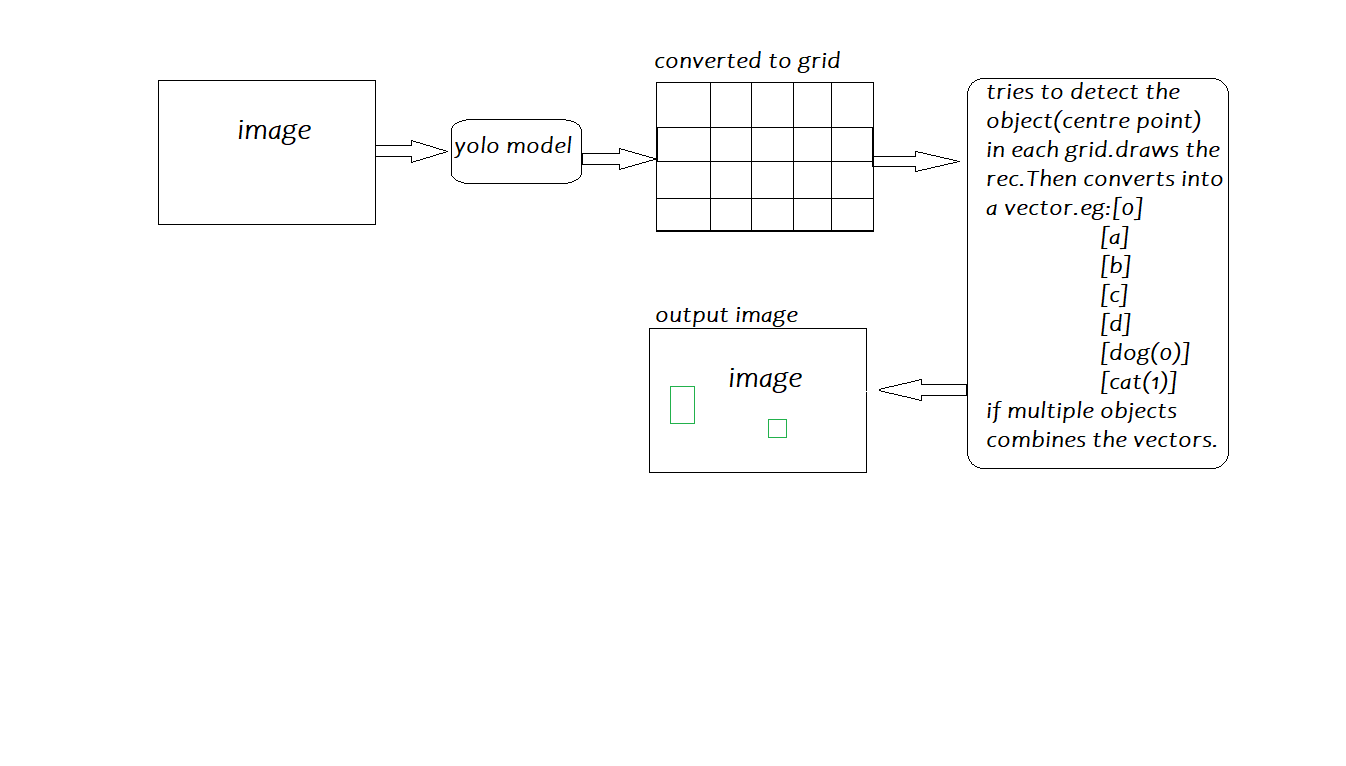 image
yolo model
converted to grid
tries to detect the
object(centre point)
in each grid.draws the
rec.Then converts into
a vector.eg:[0]
[a]
[b]
[c]
[d]
[dog(0)]
[cat(1)]
if multiple objects
combines the vectors.
output image
image